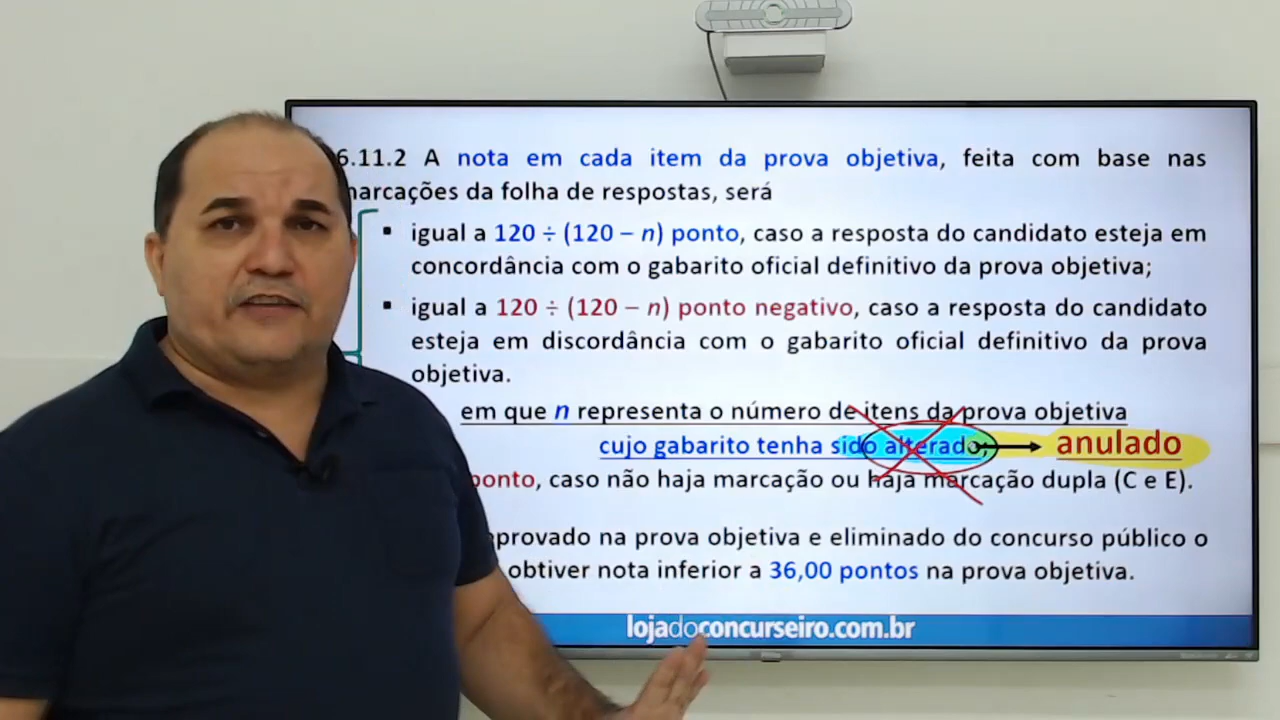 6.11.2 A nota em cada item da prova objetiva, feita com base nas
marcações da folha de respostas, será
▪ igual a 120 ÷ (120 – n) ponto, caso a resposta do candidato esteja em
concordância com o gabarito oficial definitivo da prova objetiva;
▪ igual a 120 ÷ (120 – n) ponto negativo, caso a resposta do candidato
esteja em discordância com o gabarito oficial definitivo da prova
objetiva.
em que n representa o número de itens da prova objetiva
cujo gabarito tenha sido alterado; anulado
ponto, caso não haja marcação ou haja marcação dupla (C e E).
na prova objetiva e eliminado do concurso público o
obtiver nota inferior a 36,00 pontos na prova objetiva.
lojadoconcurseiro.com.br